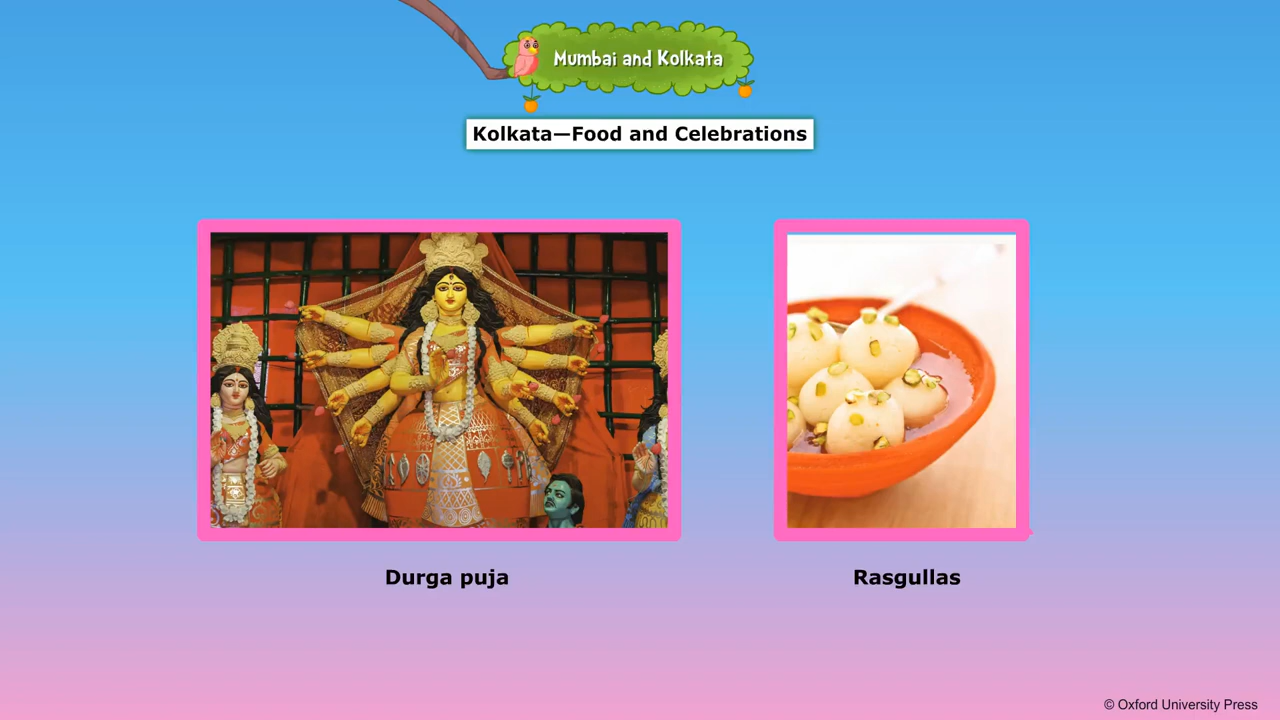 Mumbai and Kolkata
Kolkata—Food and Celebrations
Durga puja
Rasgullas
© Oxford University Press